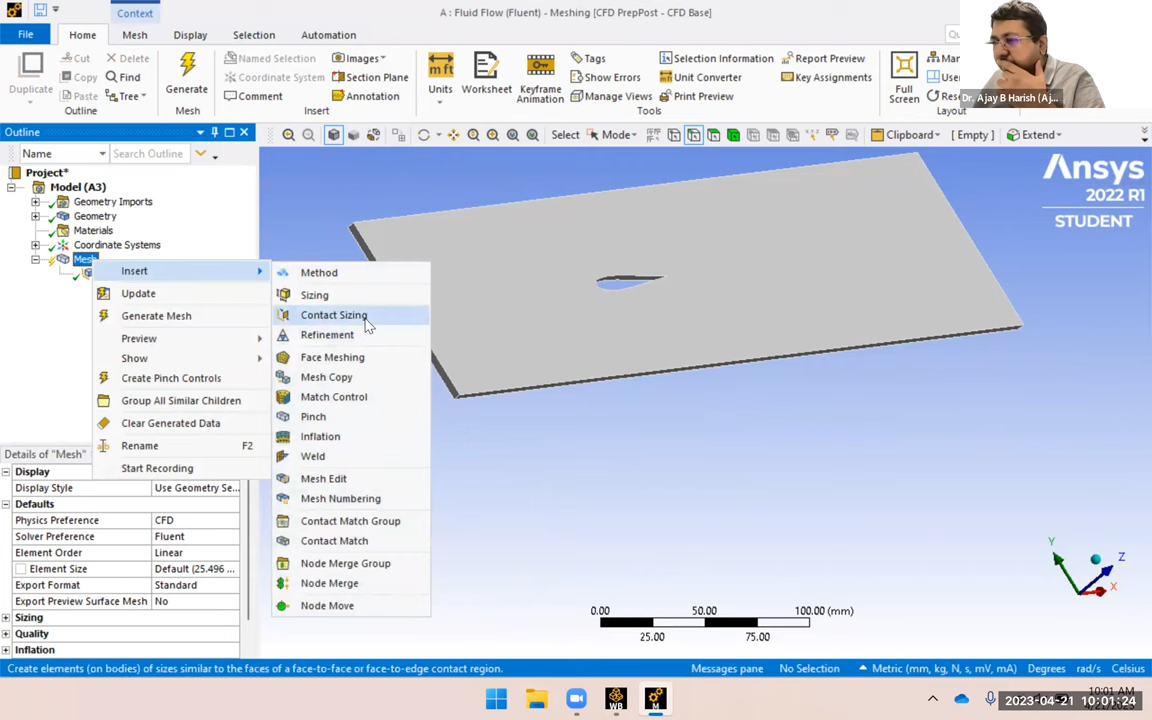 Context
A : Fluid Flow (Fluent) - Meshing [CFD PrepPost - CFD Base]
File
Home
Mesh
Display
Selection
Automation
Duplicate
Cut
Delete
Copy
Find
Paste
Tree
Outline
Generate
Mesh
Named Selection
Coordinate System
Comment
Images
Section Plane
Annotation
Insert
Units
Worksheet
Keyframe
Animation
Tags
Show Errors
Manage Views
Selection Information
Unit Converter
Print Preview
Report Preview
Key Assignments
Tools
Full
Screen
Layout
Dr. Ajay B Harish (Aj...
Outline
Name
Search Outline
Select
Mode
Clipboard
[ Empty ]
Extend
Project*
Model (A3)
Geometry Imports
Geometry
Materials
Coordinate Systems
Mesh
Insert
Update
Generate Mesh
Preview
Show
Create Pinch Controls
Group All Similar Children
Clear Generated Data
Rename F2
Start Recording
Method
Sizing
Contact Sizing
Refinement
Face Meshing
Mesh Copy
Match Control
Pinch
Inflation
Weld
Mesh Edit
Mesh Numbering
Contact Match Group
Contact Match
Node Merge Group
Node Merge
Node Move
Ansys
2022 R1
STUDENT
Details of "Mesh"
Display
Display Style Use Geometry Se...
Defaults
Physics Preference CFD
Solver Preference Fluent
Element Order Linear
Element Size Default (25.496 ...
Export Format Standard
Export Preview Surface Mesh No
Sizing
Quality
Inflation
0.00 50.00 100.00 (mm)
25.00 75.00
Y
Z
X
Create elements (on bodies) of sizes similar to the faces of a face-to-face or face-to-edge contact region.
Messages pane
No Selection
Metric (mm, kg, N, s, mV, mA)
Degrees
rad/s
Celsius
WB
M
10:01 AM
2023-04-21 10:01:24